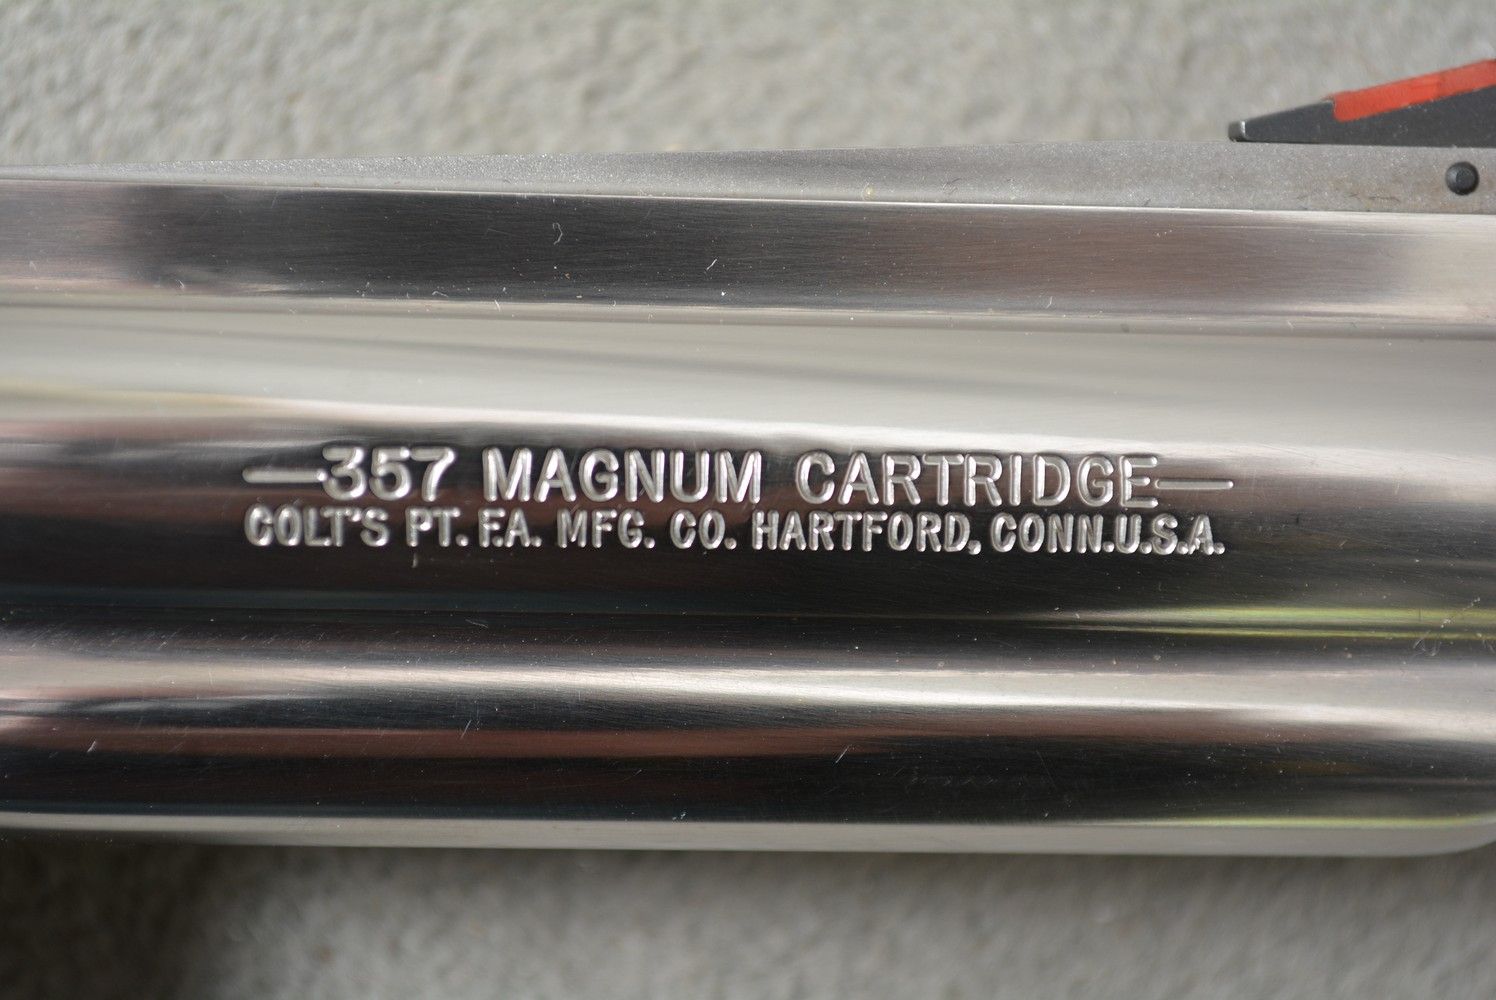 —357 MAGNUM CARTRIDGE—
COLT'S PT. F.A. MFG. CO. HARTFORD, CONN.U.S.A.